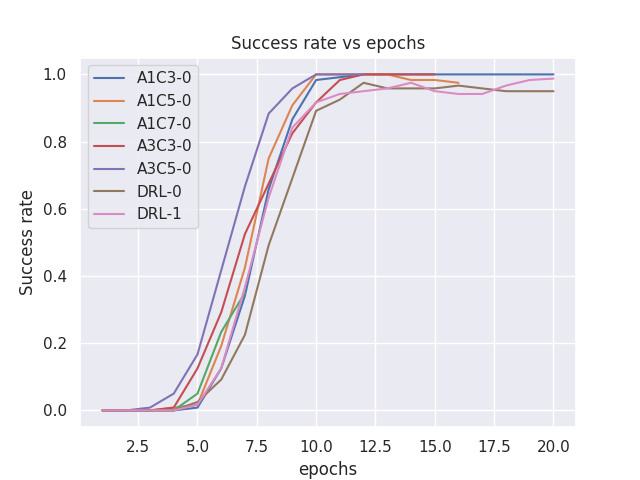 Success rate vs epochs
1.0
0.8
0.6
0.4
0.2
0.0
Success rate
A1C3-0
A1C5-0
A1C7-0
A3C3-0
A3C5-0
DRL-0
DRL-1
2.5 5.0 7.5 10.0 12.5 15.0 17.5 20.0
epochs